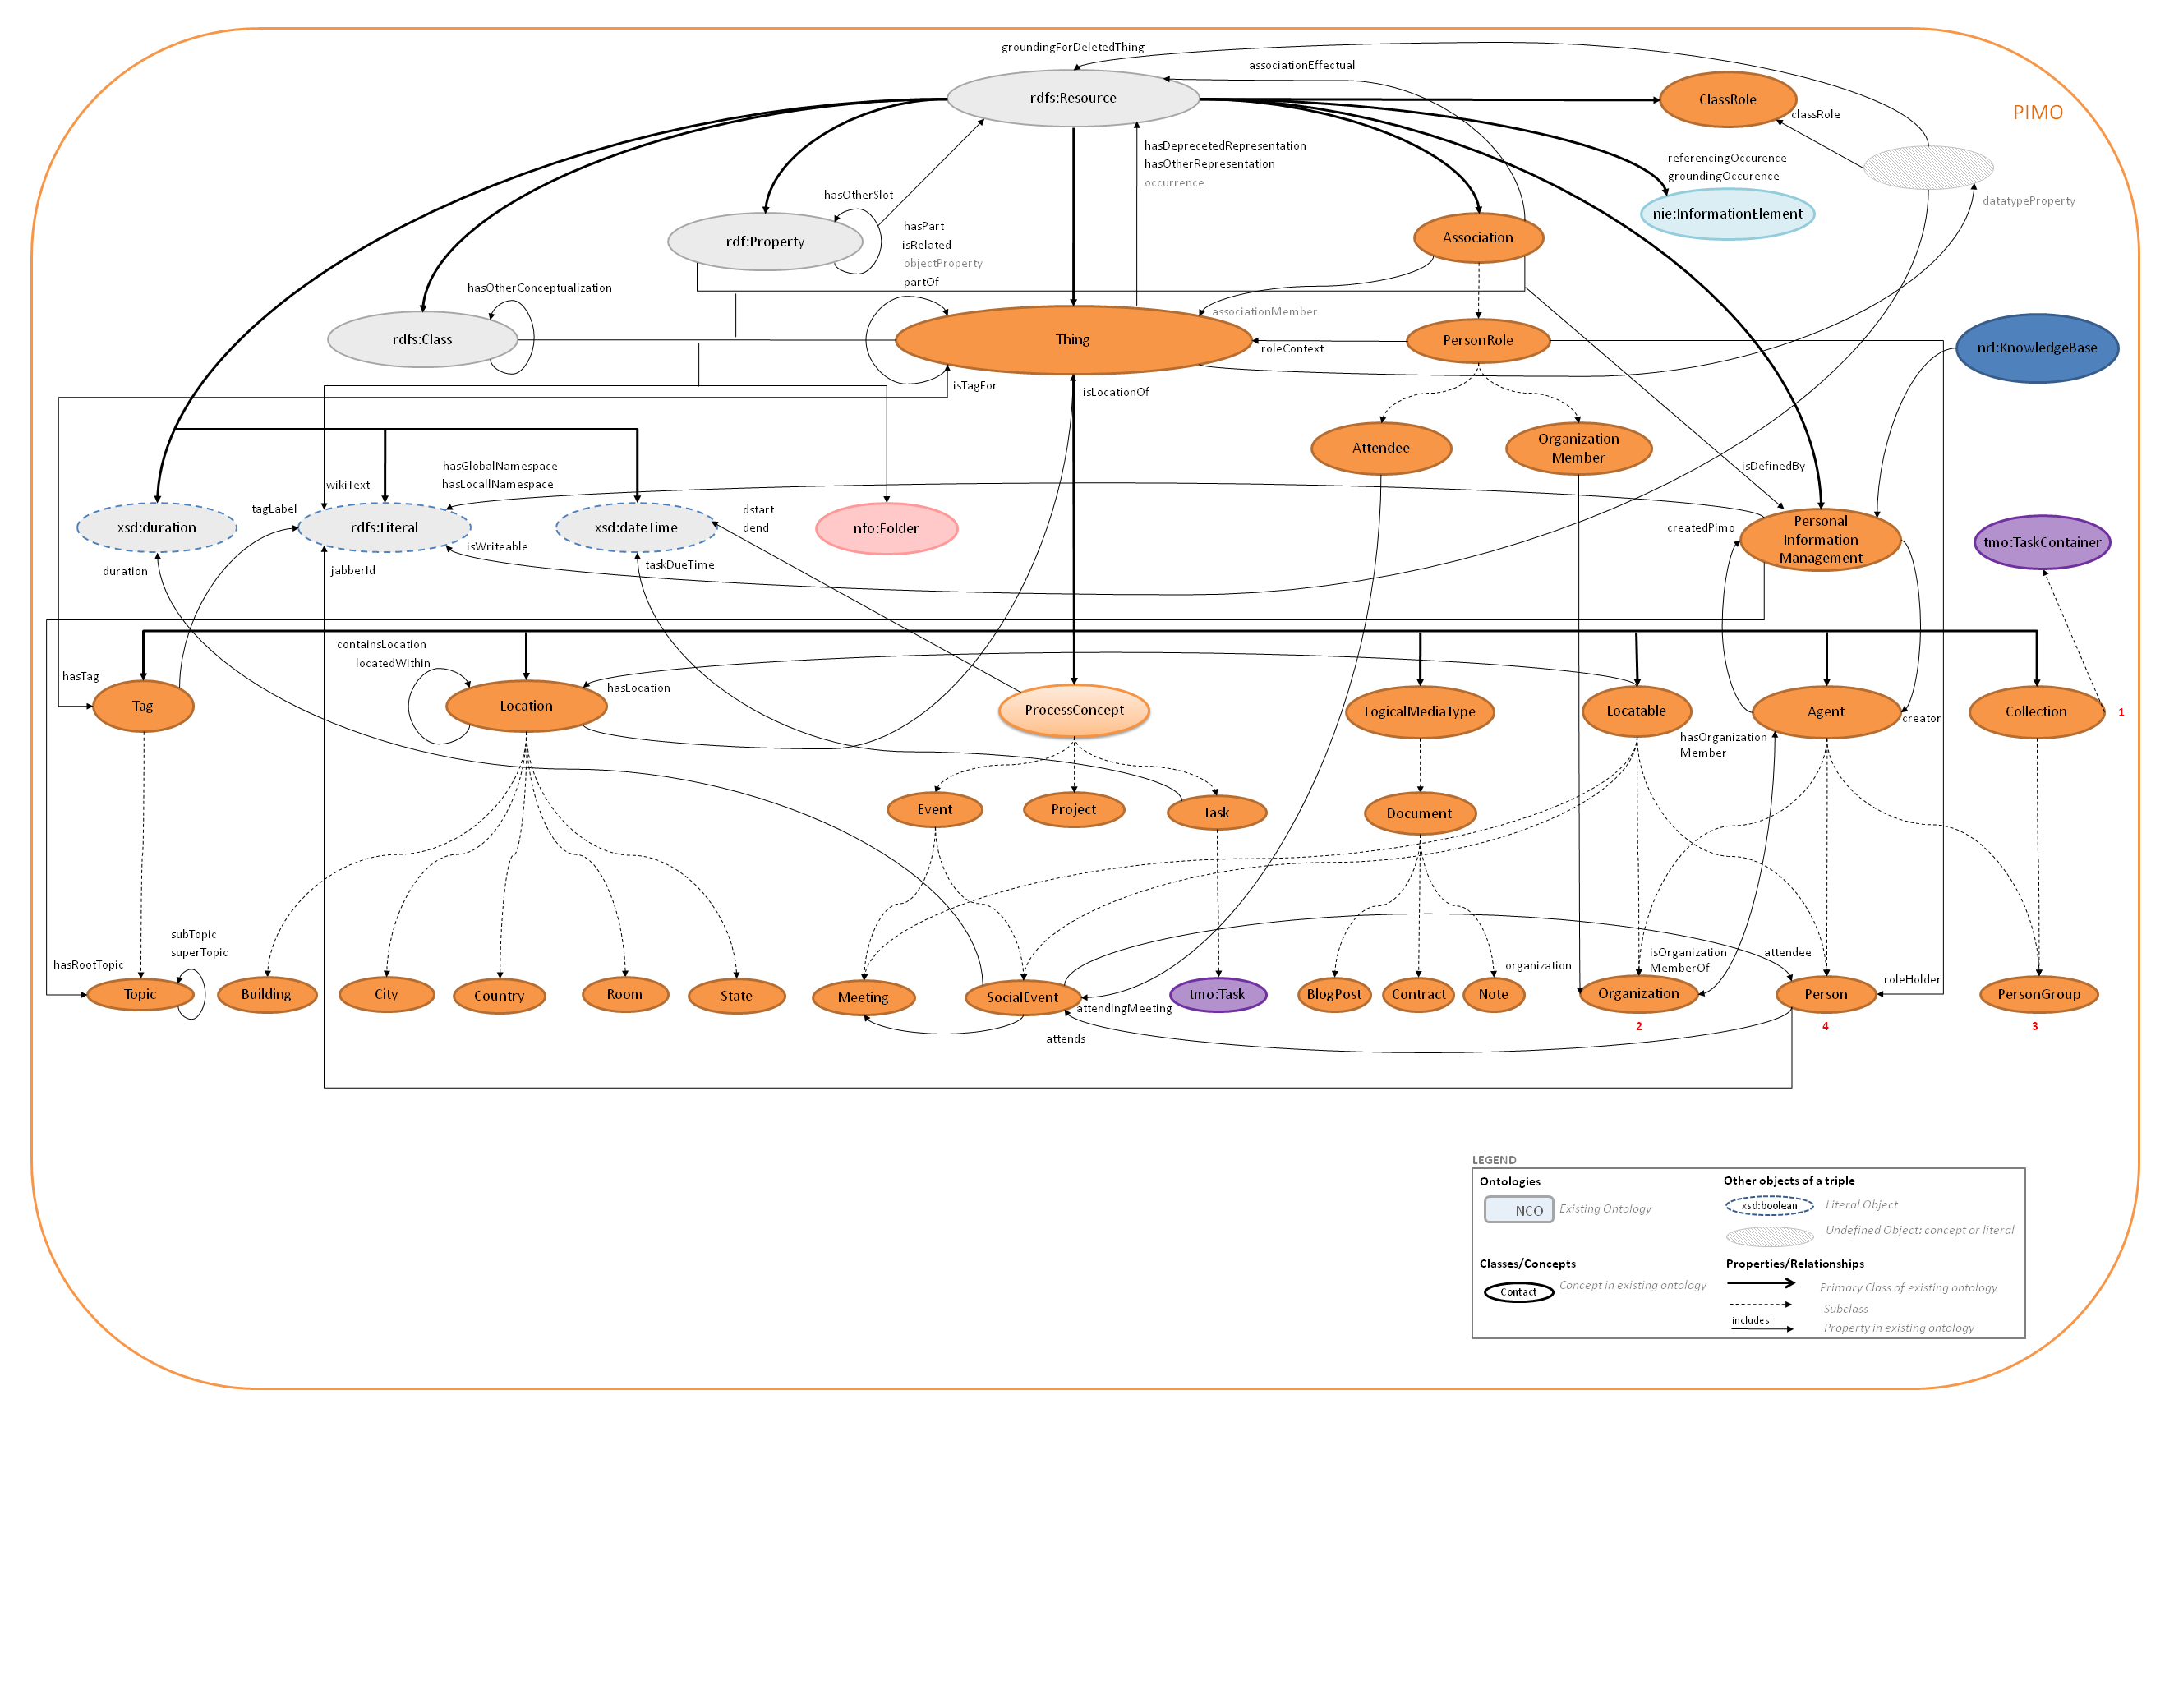 groundingForDeletedThing
associationEffectual
rdfs:Resource
ClassRole
PIMO
classRole
hasDeprecetedRepresentation
hasOtherRepresentation
occurrence
referencingOccurence
groundingOccurence
hasOtherSlot
datatypeProperty
nie:InformationElement
hasPart
isRelated
objectProperty
partOf
rdf:Property
Association
hasOtherConceptualization
associationMember
rdfs:Class
Thing
roleContext
PersonRole
nrl:KnowledgeBase
isTagFor
isLocationOf
Attendee
Organization
Member
isDefinedBy
hasGlobalNamespace
hasLocallNamespace
wikiText
tagLabel
dstart
dend
xsd:duration
rdfs:Literal
xsd:dateTime
nfo:Folder
createdPimo
Personal
Information
Management
tmo:TaskContainer
isWriteable
duration
jabberId
taskDueTime
containsLocation
locatedWithin
hasTag
hasLocation
Tag
Location
ProcessConcept
LogicalMediaType
Locatable
Agent
creator
Collection
1
hasOrganization
Member
Event
Project
Task
Document
subTopic
superTopic
hasRootTopic
isOrganization
MemberOf
attendee
organization
roleHolder
Topic
Building
City
Country
Room
State
Meeting
SocialEvent
tmo:Task
BlogPost
Contract
Note
Organization
Person
PersonGroup
attendingMeeting
attends
2
4
3
LEGEND
Ontologies
Other objects of a triple
NCO
Existing Ontology
xsd:boolean
Literal Object
Undefined Object: concept or literal
Classes/Concepts
Properties/Relationships
Contact
Concept in existing ontology
Primary Class of existing ontology
Subclass
includes
Property in existing ontology